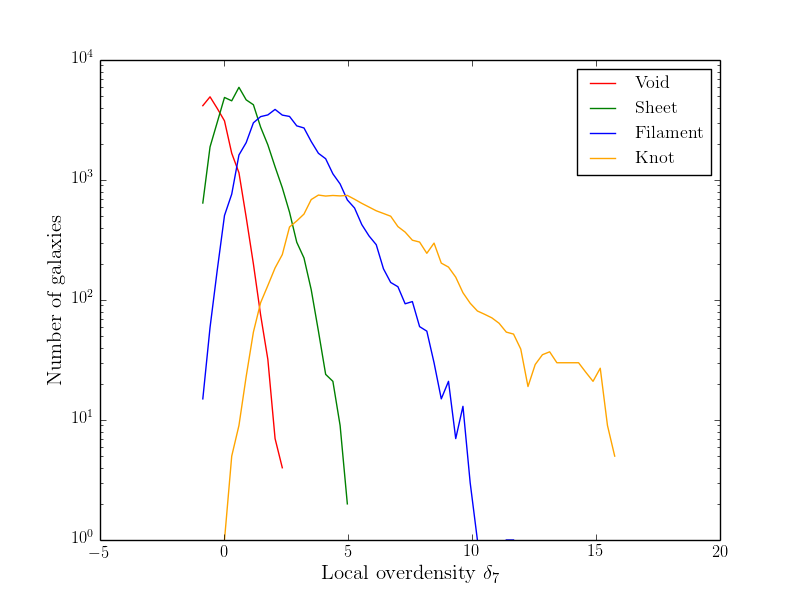 10^4
10^3
10^2
10^1
10^0
−5
0
5
10
15
20
Number of galaxies
Local overdensity δ_7
Void
Sheet
Filament
Knot